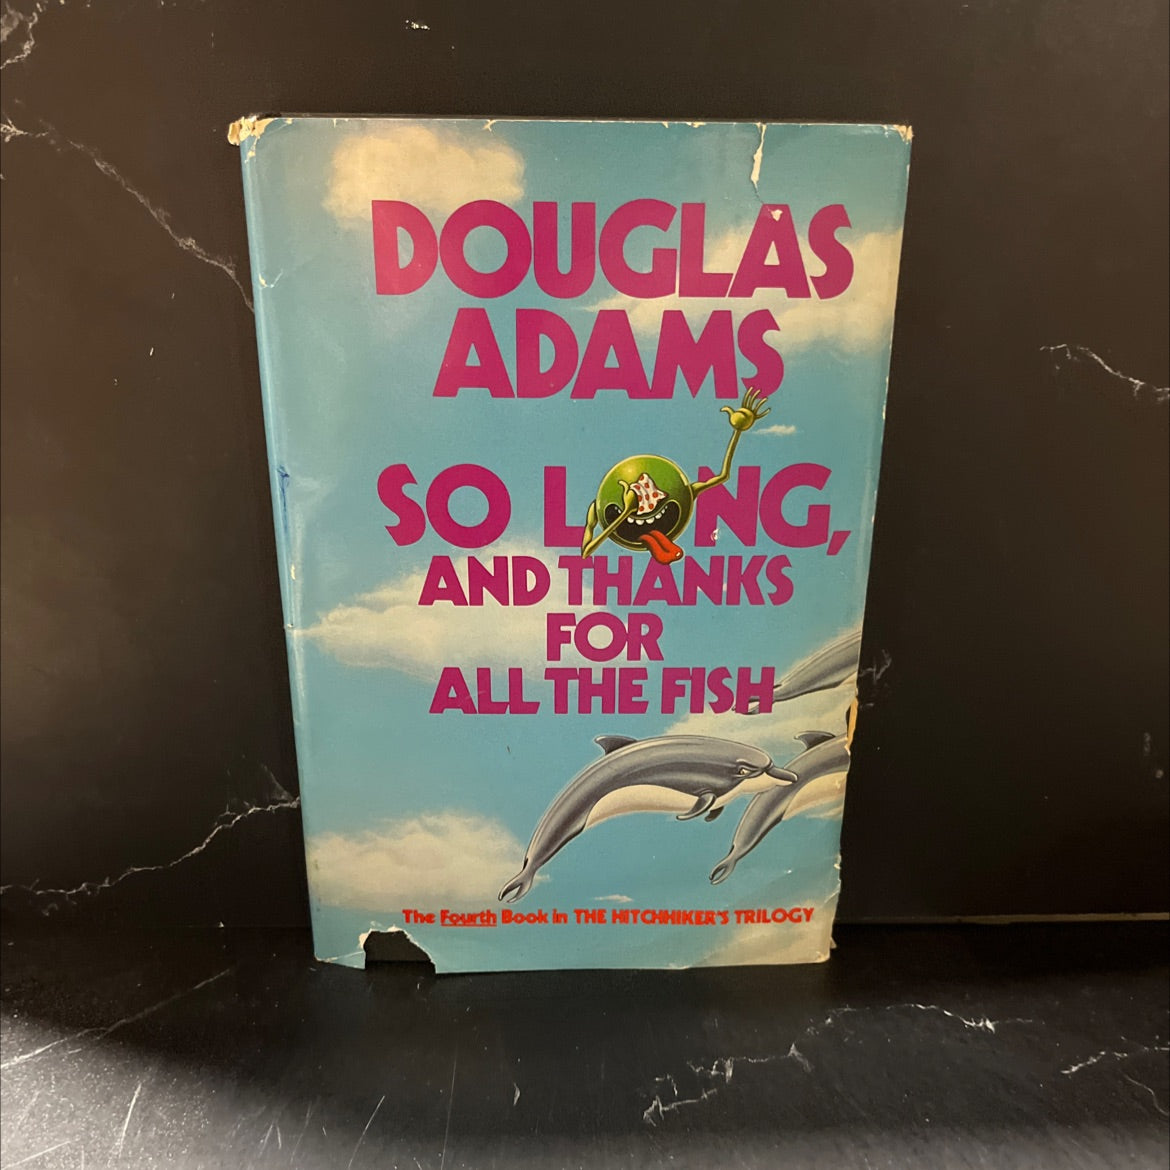 DOUGLAS
ADAMS
SO LONG,
AND THANKS
FOR
ALL THE FISH
The Fourth Book in THE HITCHHIKER'S TRILOGY